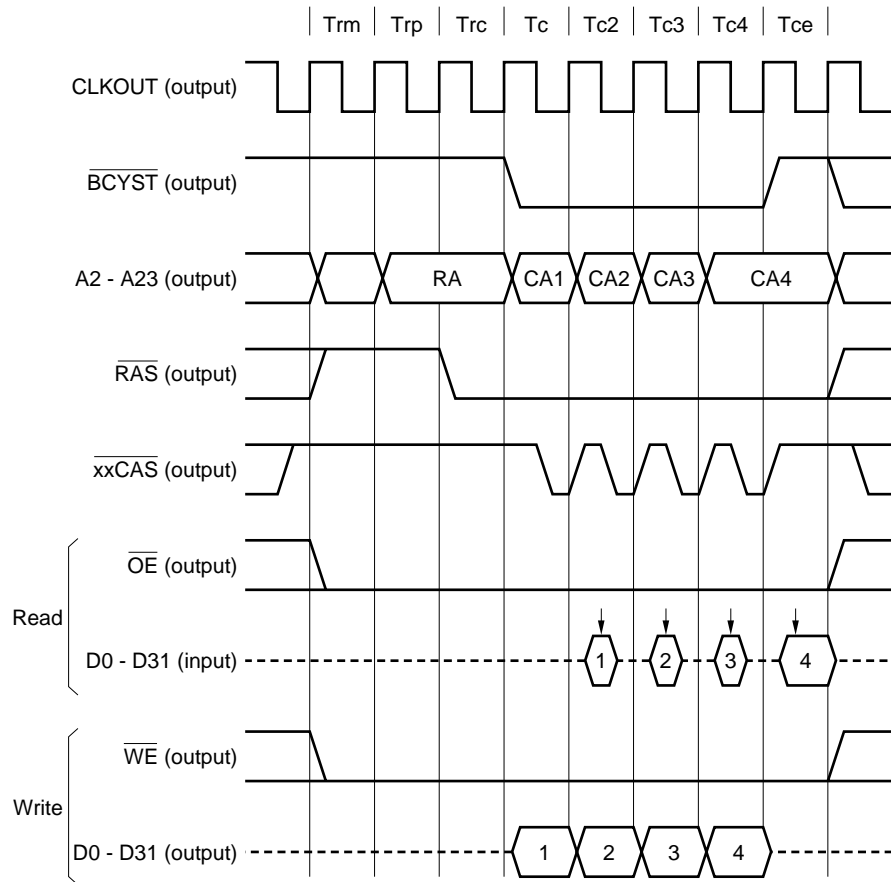 Trm Trp Trc Tc Tc2 Tc3 Tc4 Tce
CLKOUT (output)
BCYST (output)
A2 - A23 (output) RA CA1 CA2 CA3 CA4
RAS (output)
xxCAS (output)
OE (output)
Read
D0 - D31 (input) 1 2 3 4
WE (output)
Write
D0 - D31 (output) 1 2 3 4